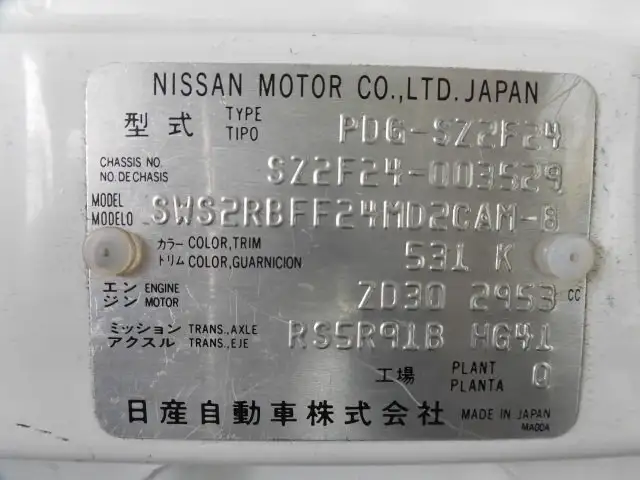 NISSAN MOTOR CO.,LTD. JAPAN
型式 TYPE TIPO PDG-SZ2F24
CHASSIS NO. NO. DE CHASIS SZ2F24-003529
MODEL MODELO SWS2RBFF24MD2CAM-B
カラー COLOR,TRIM
トリム COLOR,GUARNICION 531 K
エンジン ENGINE MOTOR ZD30 2953 CC
ミッション TRANS.,AXLE
アクスル TRANS.,EJE RS5R91B HG41
工場 PLANT PLANTA Q
日産自動車株式会社 MADE IN JAPAN
MA00A